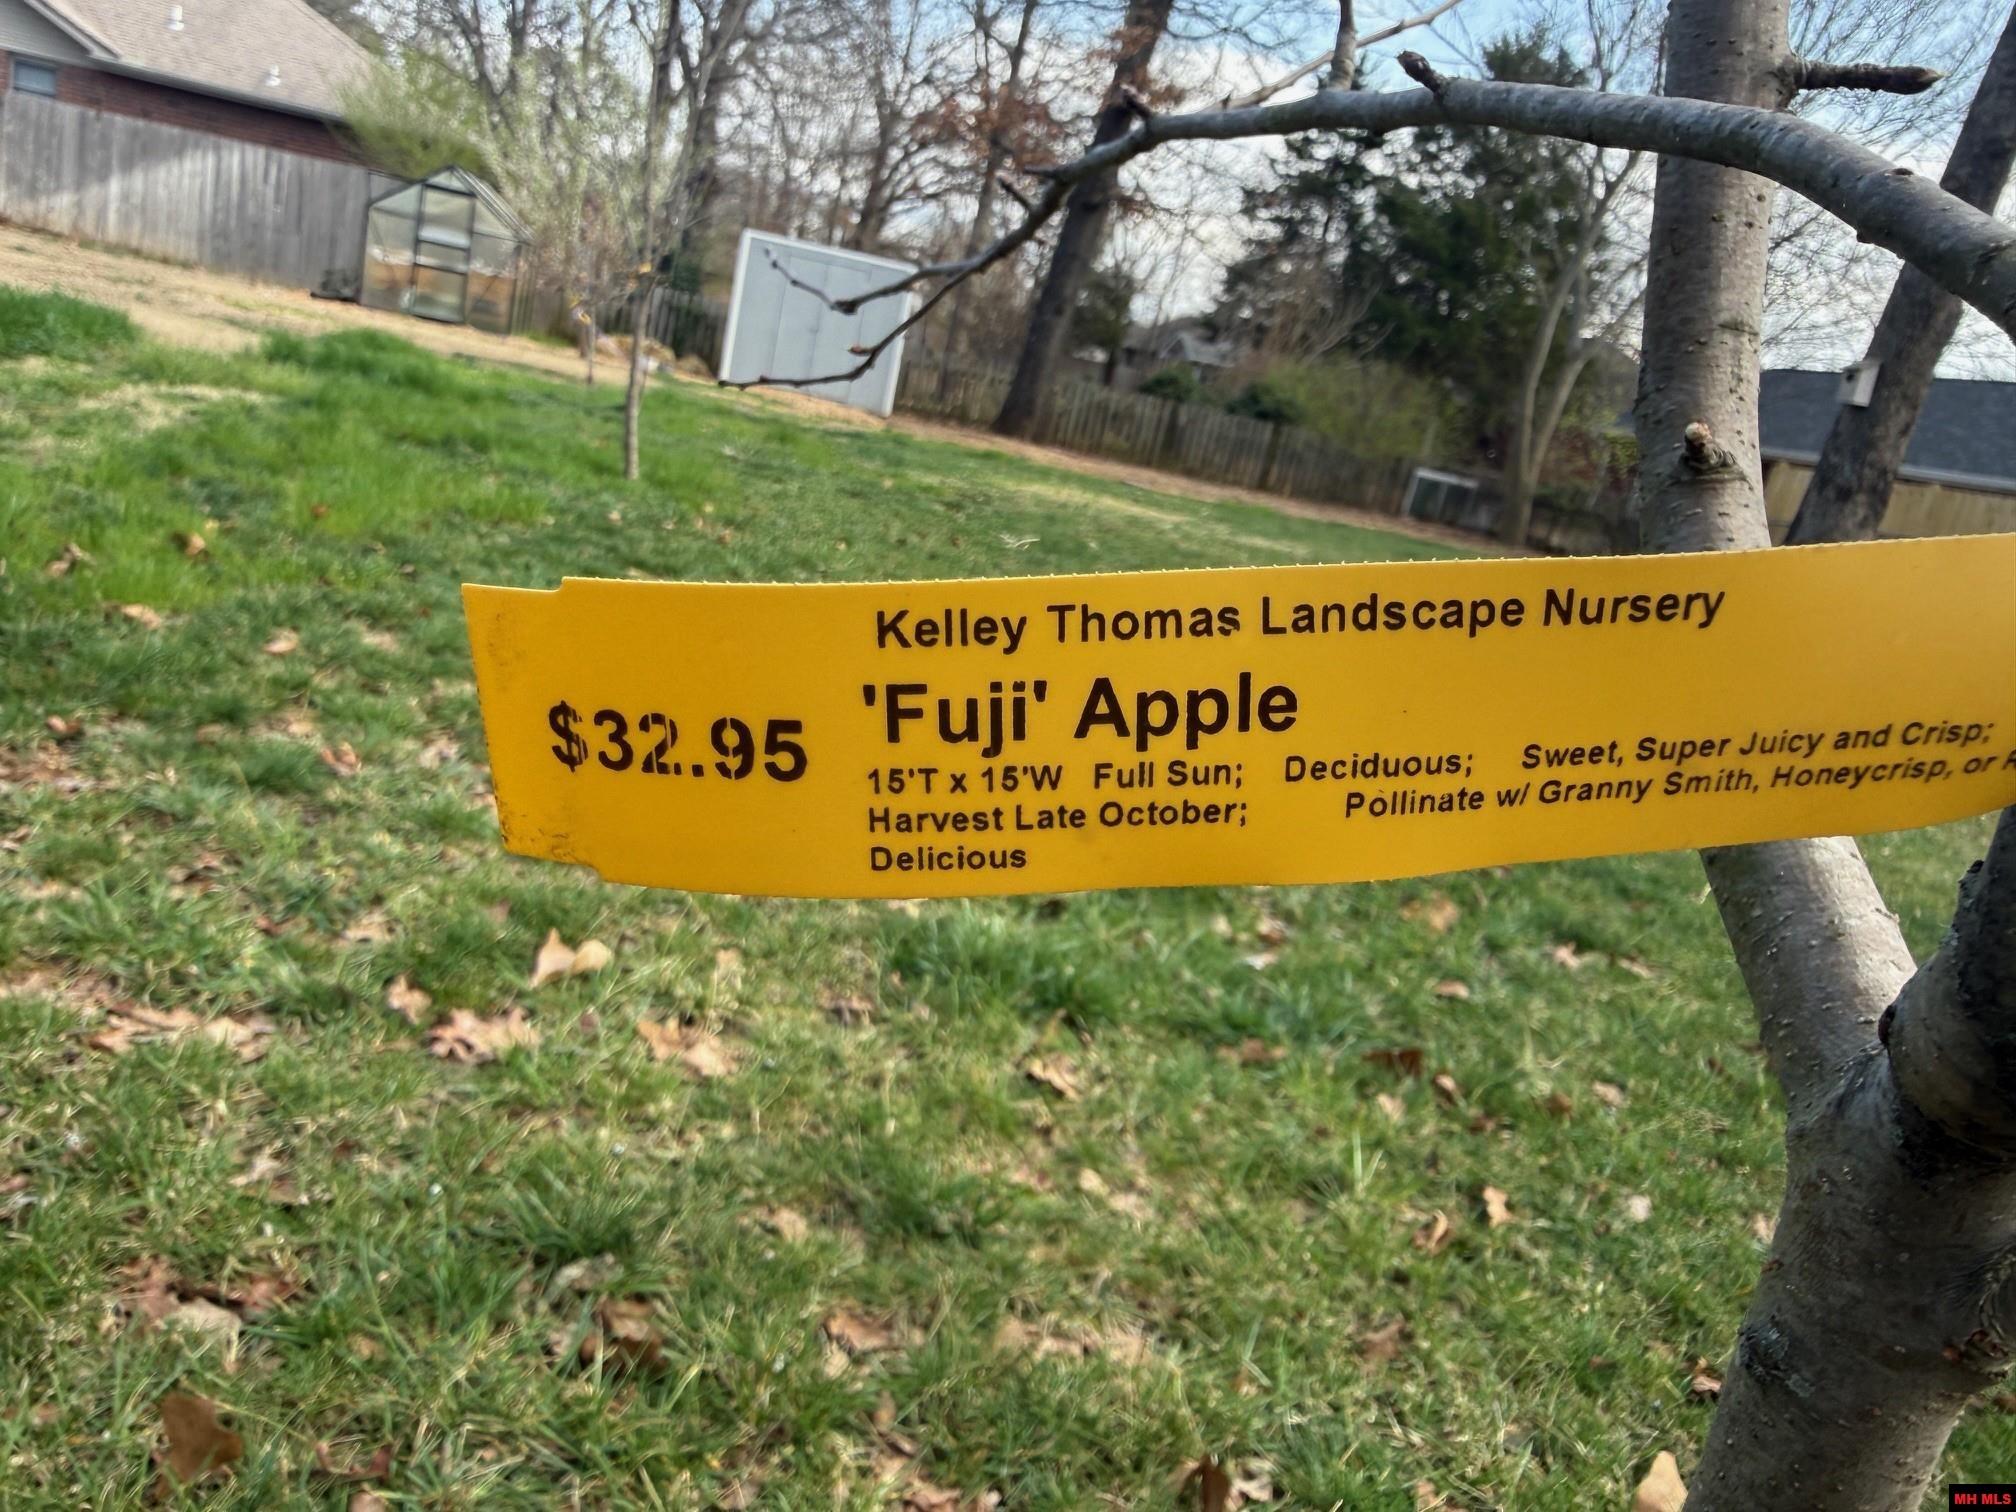 Kelley Thomas Landscape Nursery
$32.95 'Fuji' Apple
15'T x 15'W Full Sun; Deciduous; Sweet, Super Juicy and Crisp;
Harvest Late October; Pollinate w/ Granny Smith, Honeycrisp, or
Delicious
MH MLS